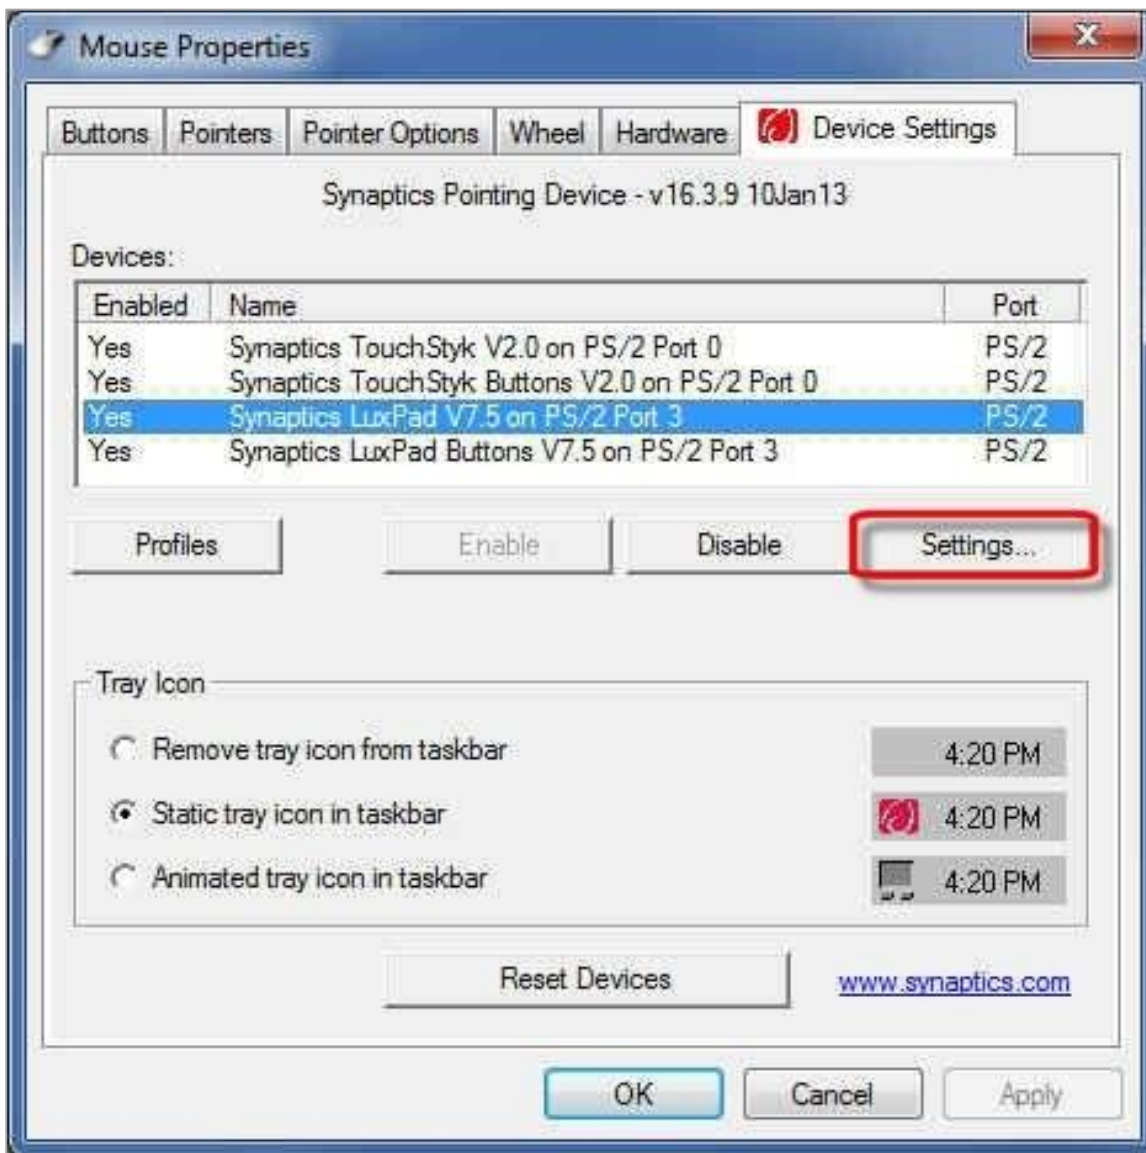 Mouse Properties
Buttons Pointers Pointer Options Wheel Hardware Device Settings
Synaptics Pointing Device - v16.3.9 10Jan13
Devices:
Enabled Name Port
Yes Synaptics TouchStyk V2.0 on PS/2 Port 0 PS/2
Yes Synaptics TouchStyk Buttons V2.0 on PS/2 Port 0 PS/2
Yes Synaptics LuxPad V7.5 on PS/2 Port 3 PS/2
Yes Synaptics LuxPad Buttons V7.5 on PS/2 Port 3 PS/2
Profiles Enable Disable Settings...
Tray Icon
Remove tray icon from taskbar 4:20 PM
Static tray icon in taskbar 4:20 PM
Animated tray icon in taskbar 4:20 PM
Reset Devices www.synaptics.com
OK Cancel Apply